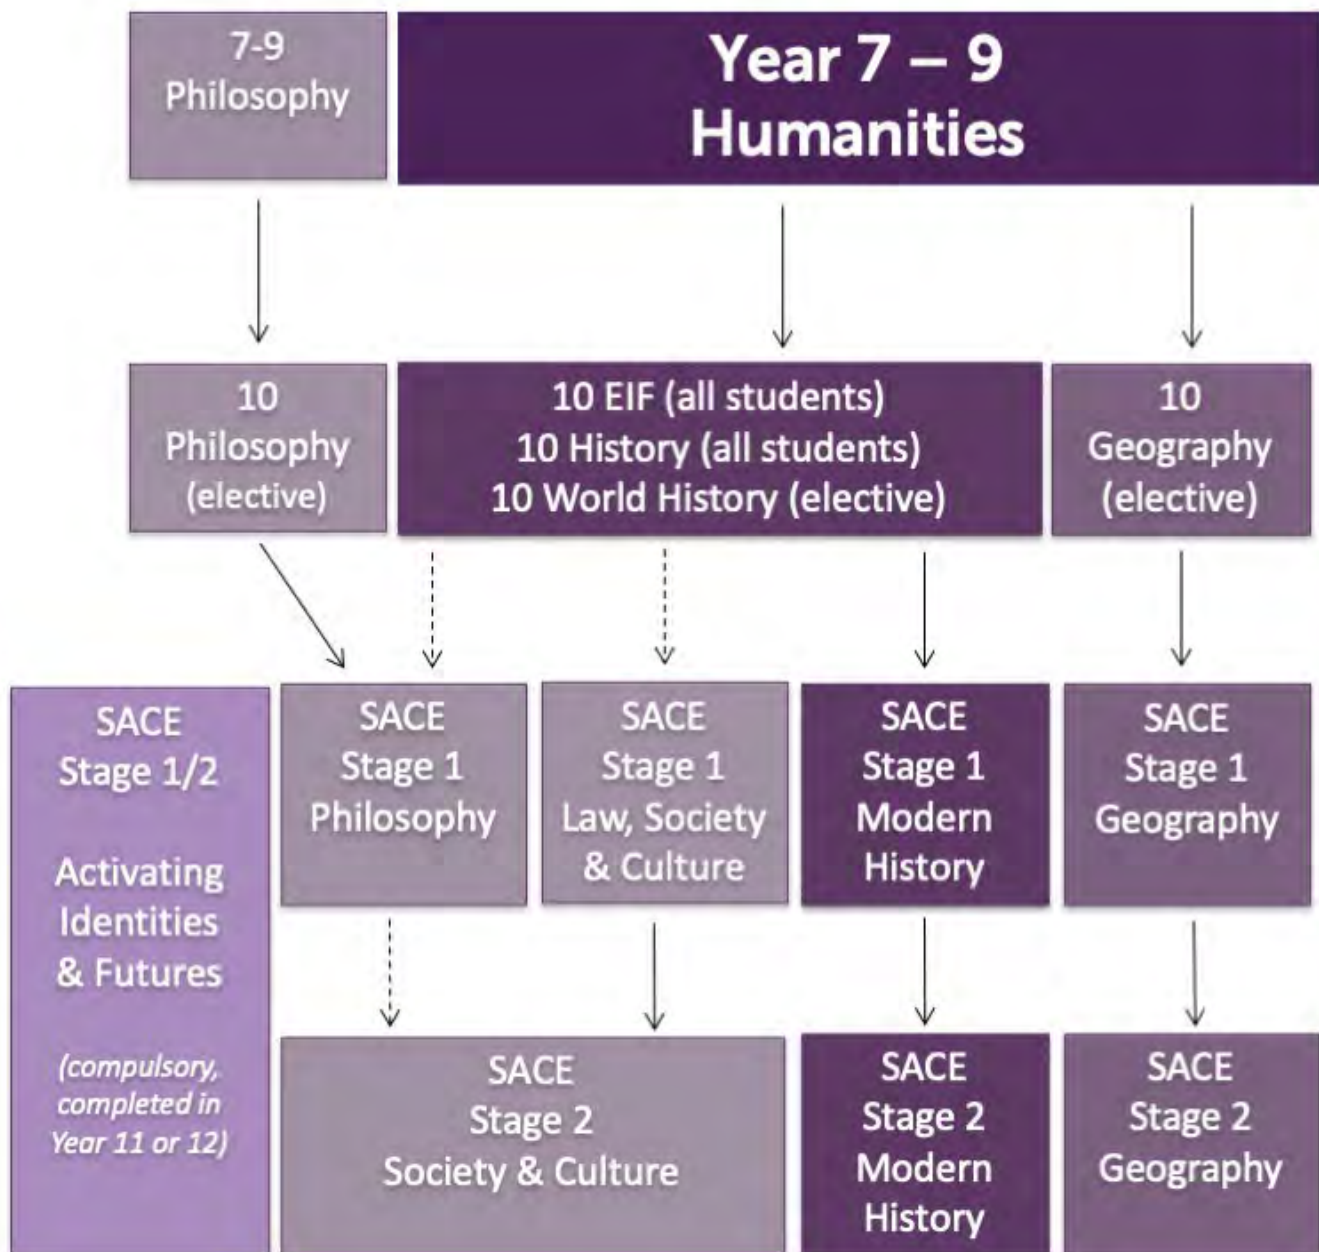 7-9
Philosophy
Year 7 – 9
Humanities
10
Philosophy
(elective)
10 EIF (all students)
10 History (all students)
10 World History (elective)
10
Geography
(elective)
SACE
Stage 1/2
Activating
Identities
& Futures
(compulsory,
completed in
Year 11 or 12)
SACE
Stage 1
Philosophy
SACE
Stage 1
Law, Society
& Culture
SACE
Stage 1
Modern
History
SACE
Stage 1
Geography
SACE
Stage 2
Society & Culture
SACE
Stage 2
Modern
History
SACE
Stage 2
Geography